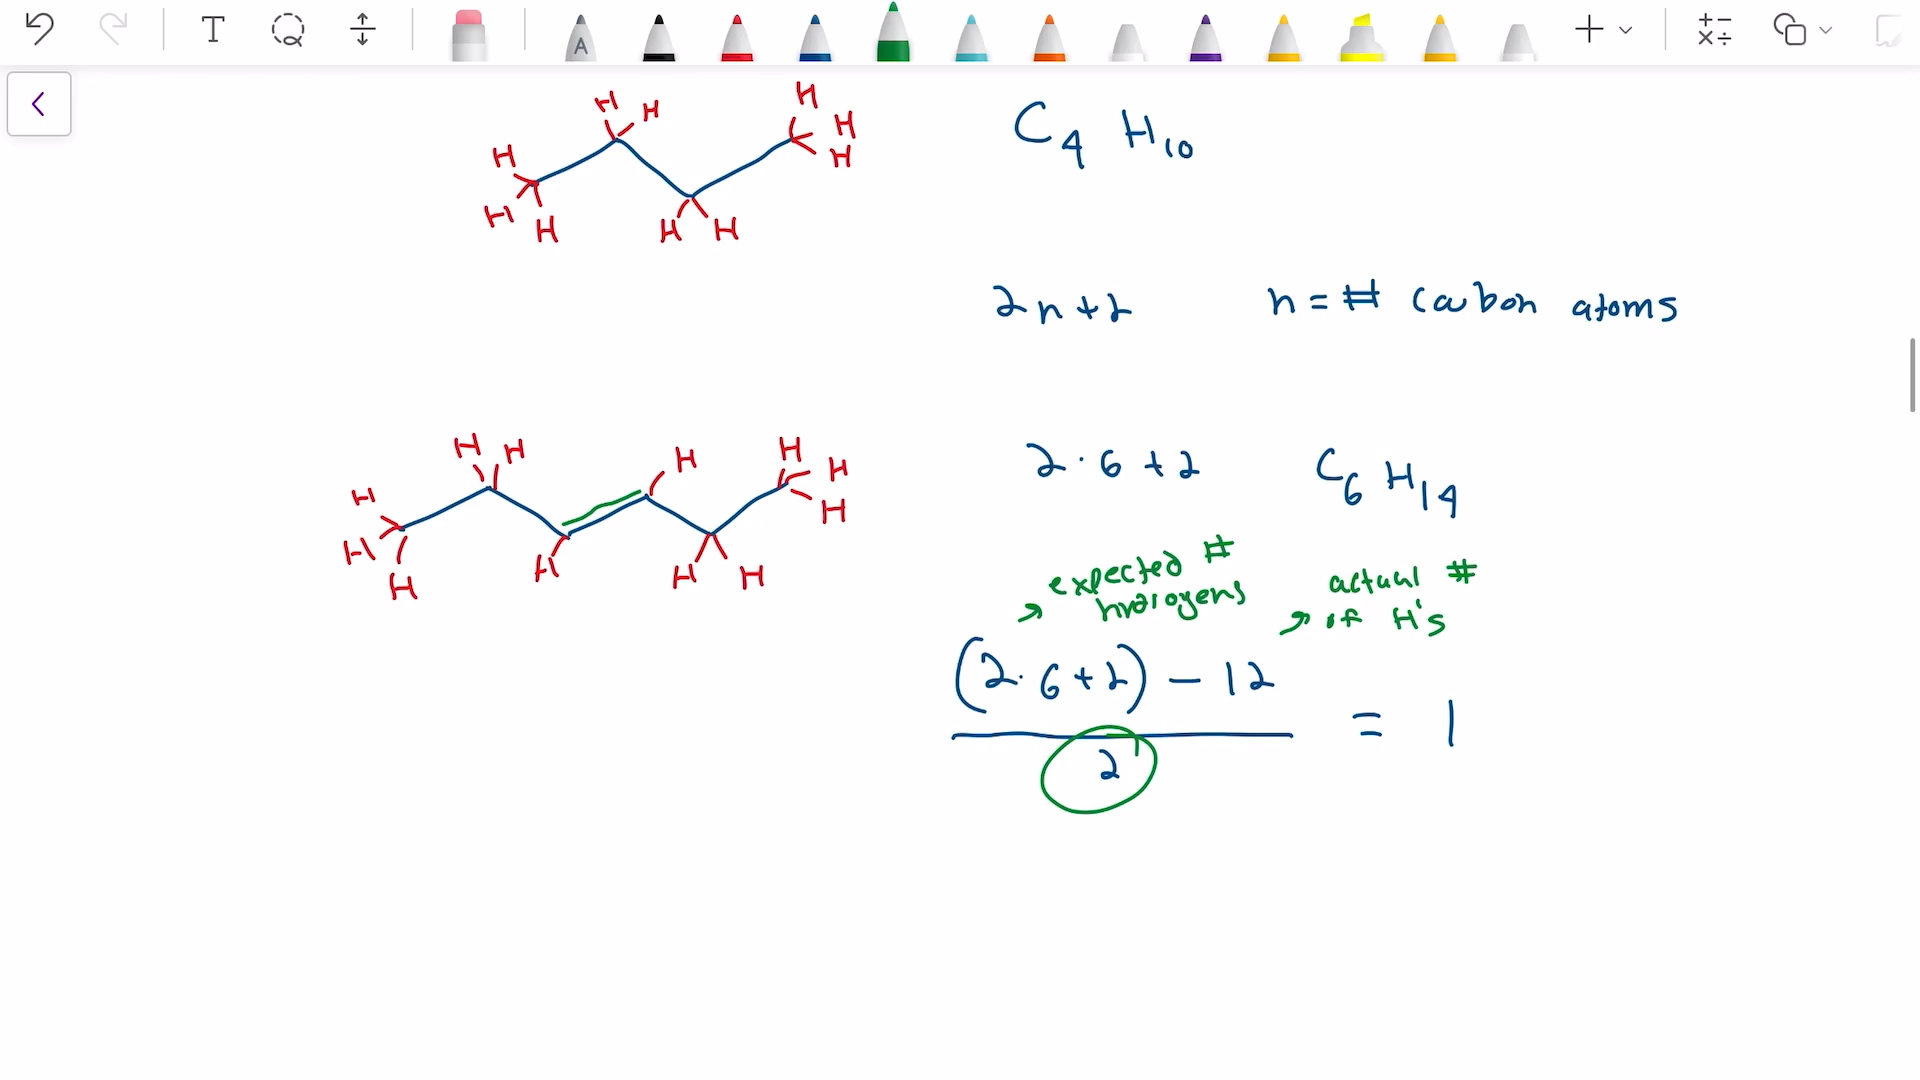 T
A
H H H
H C₄ H₁₀
H H
H H H H
2n+2 n = # carbon atoms
H H H H H
2·6+2 C₆ H₁₄
H H
H H H H H
expected #
actual #
of H's
(2·6+2) - 12
= 1
2